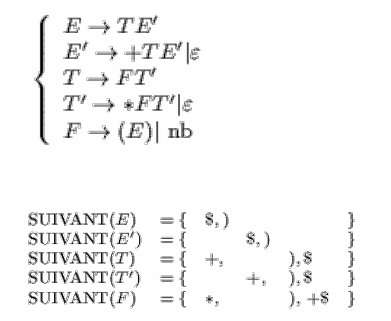 E → TE′
E′ → +TE′|ε
T → FT′
T′ → *FT′|ε
F → (E)| nb
SUIVANT(E) = { $, ) }
SUIVANT(E′) = { $, ) }
SUIVANT(T) = { +, ), $ }
SUIVANT(T′) = { +, ), $ }
SUIVANT(F) = { *, ), +$ }